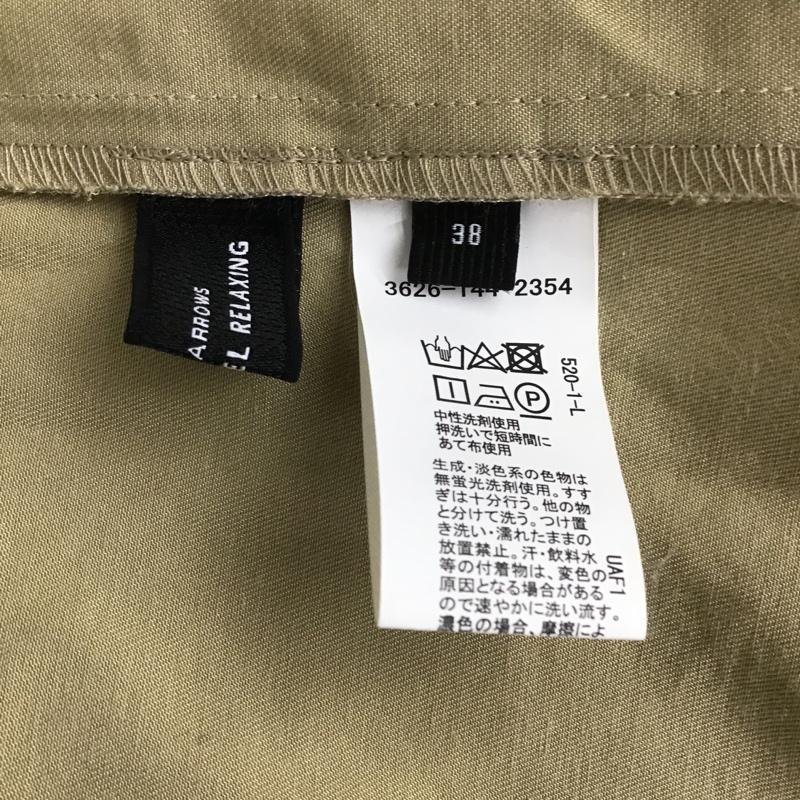 ARROWS
RELAXING
38
3626-144-2354
P
520-1-L
中性洗剤使用
押洗いで短時間に
あて布使用
生成・淡色系の色物は
無蛍光洗剤使用。すす
ぎは十分行う。他の物
と分けて洗う。つけ置
き洗い・濡れたままの
放置禁止。汗・飲料水
等の付着物は、変色の
原因となる場合がある
ので速やかに洗い流す。
濃色の場合、摩擦によ
UAF1